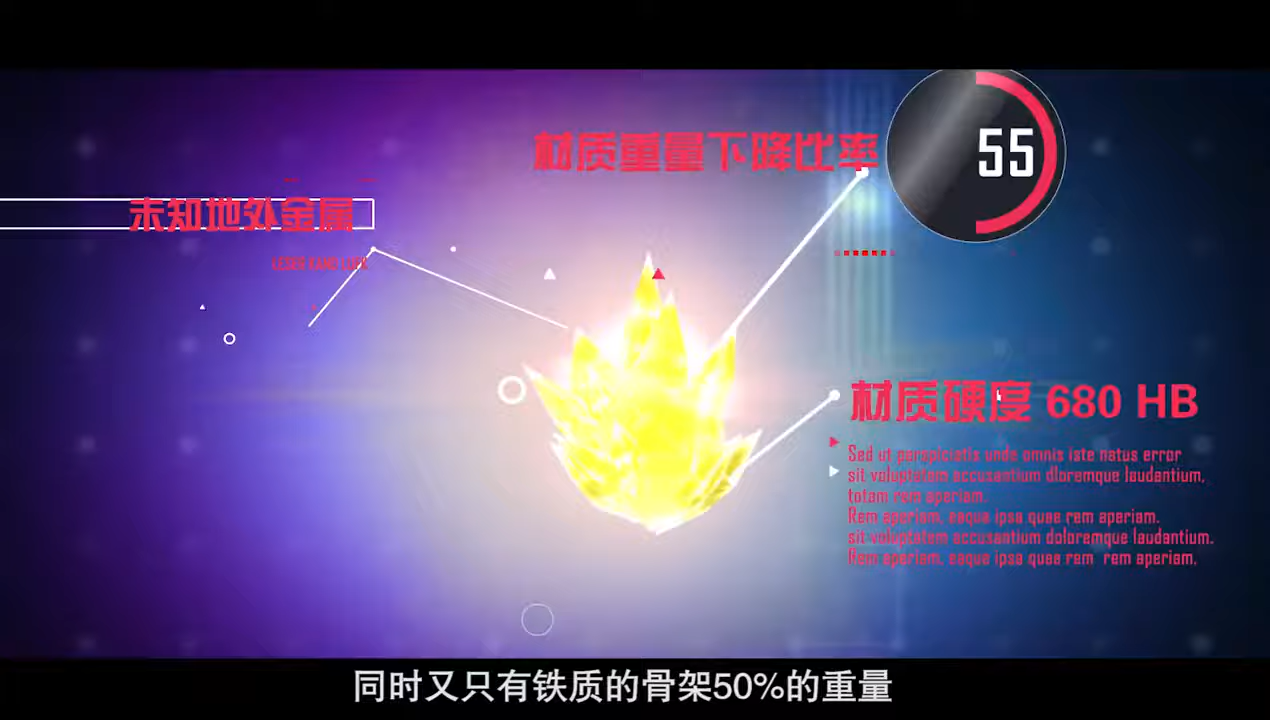 材质重量下降比率
55
未知地外金属
材质硬度 680 HB
Sed ut perspiciatis unde omnis iste natus error
sit voluptatem accusantium dloremque laudantium,
totam rem aperiam.
Rem aperiam, eaque ipsa quae rem aperiam.
sit voluptatem accusantium doloremque laudantium.
Rem aperiam, eaque ipsa quae rem rem aperiam,
同时又只有铁质的骨架50%的重量